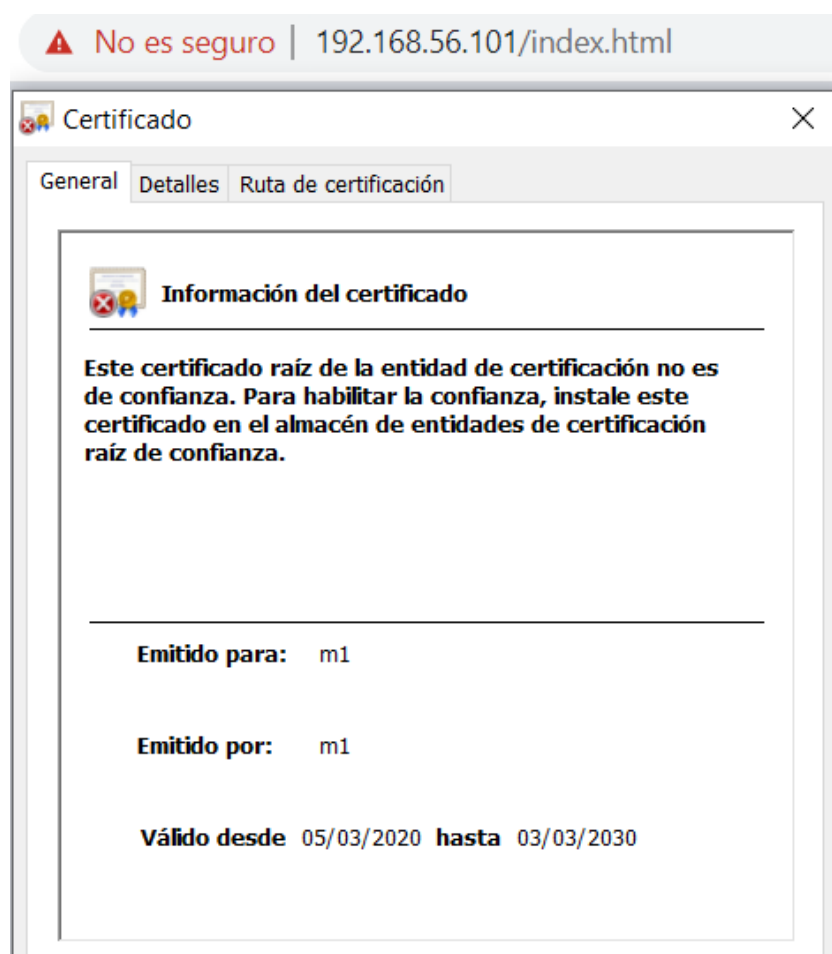 No es seguro | 192.168.56.101/index.html
Certificado
General Detalles Ruta de certificación
Información del certificado
Este certificado raíz de la entidad de certificación no es
de confianza. Para habilitar la confianza, instale este
certificado en el almacén de entidades de certificación
raíz de confianza.
Emitido para: m1
Emitido por: m1
Válido desde 05/03/2020 hasta 03/03/2030